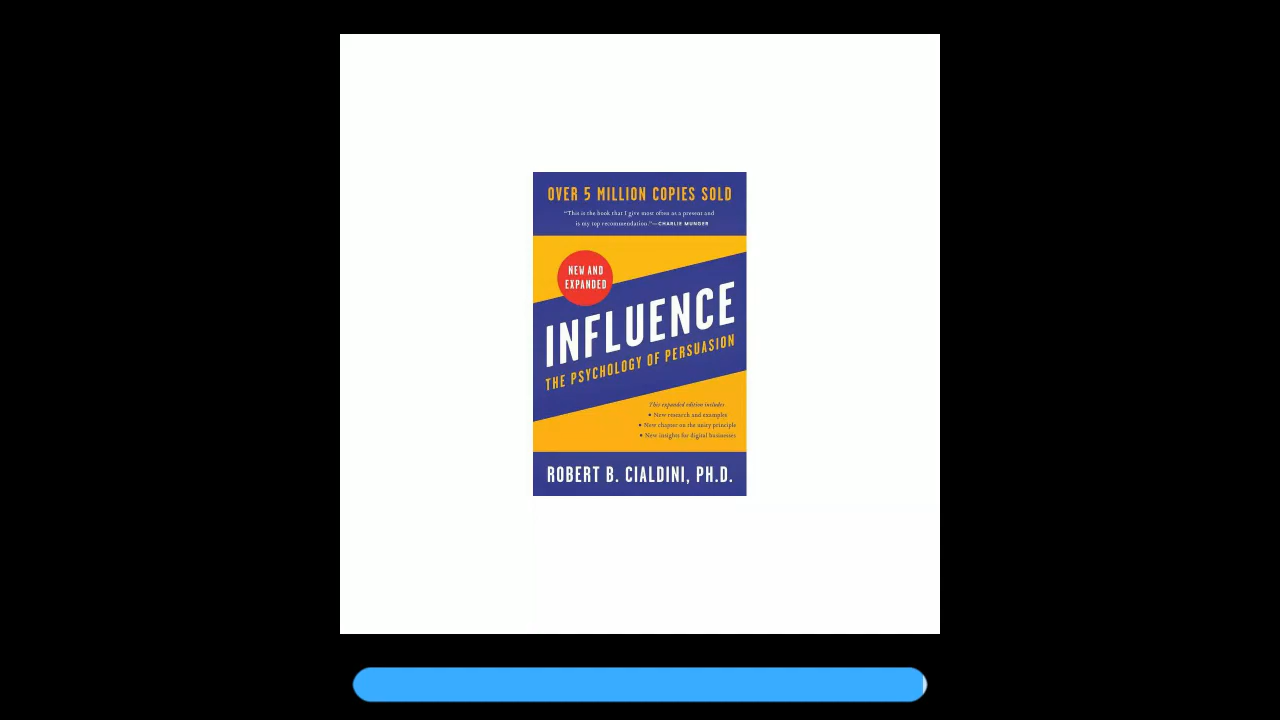 OVER 5 MILLION COPIES SOLD
"This is the book that I give most often as a present and
is my top recommendation."—CHARLIE MUNGER
NEW AND
EXPANDED
INFLUENCE
THE PSYCHOLOGY OF PERSUASION
This expanded edition includes
• New research and examples
• New chapter on the unity principle
• New insights for digital businesses
ROBERT B. CIALDINI, PH.D.